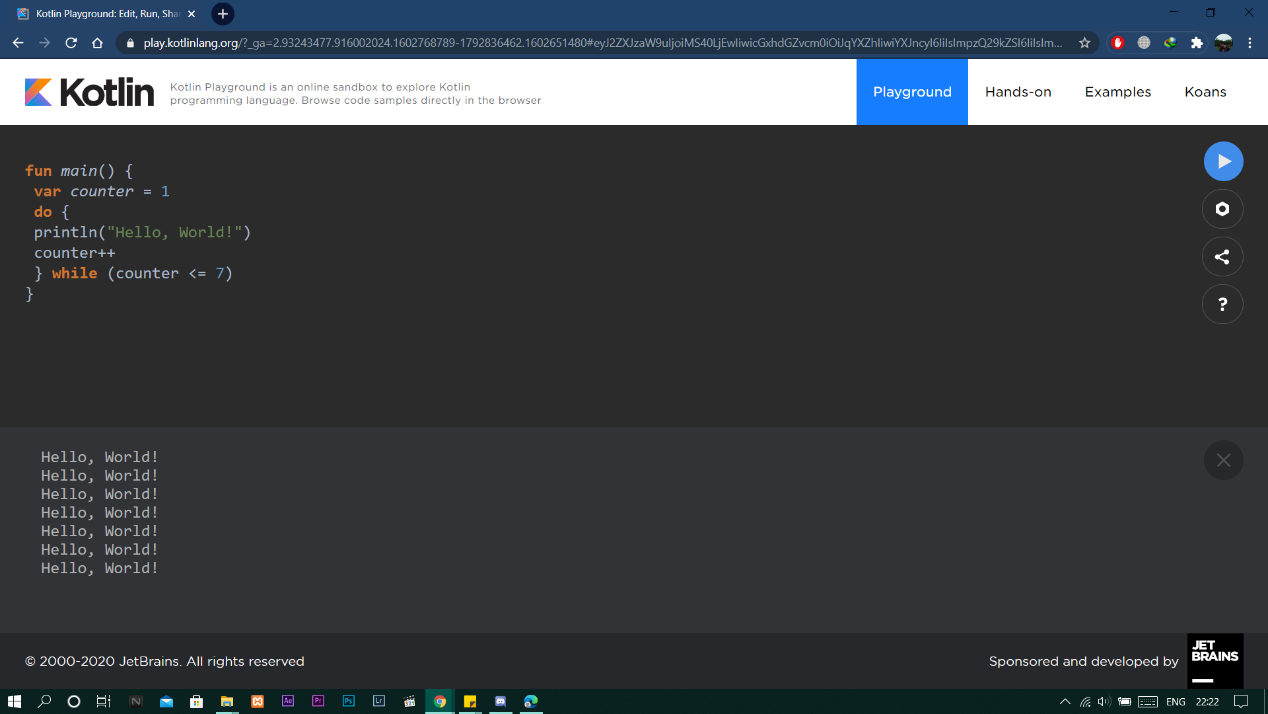 Kotlin Playground: Edit, Run, Sha
play.kotlinlang.org/?_ga=2.93243477.916002024.1602768789-1792836462.1602651480#
Kotlin
Kotlin Playground is an online sandbox to explore Kotlin
programming language. Browse code samples directly in the browser
Playground
Hands-on
Examples
Koans
fun main() {
var counter = 1
do {
println("Hello, World!")
counter++
} while (counter <= 7)
}
?
Hello, World!
Hello, World!
Hello, World!
Hello, World!
Hello, World!
Hello, World!
Hello, World!
© 2000-2020 JetBrains. All rights reserved
Sponsored and developed by
JET
BRAINS
N
Ae
Pr
Ps
Lr
ENG
22:22